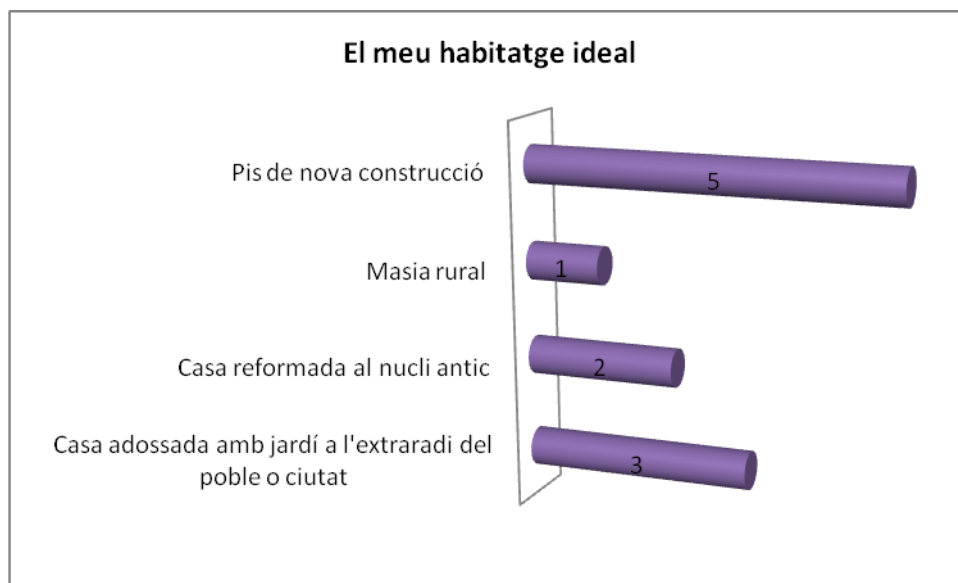 El meu habitatge ideal
Pis de nova construcció
5
Masia rural
1
Casa reformada al nucli antic
2
Casa adossada amb jardí a l'extraradi del
poble o ciutat
3